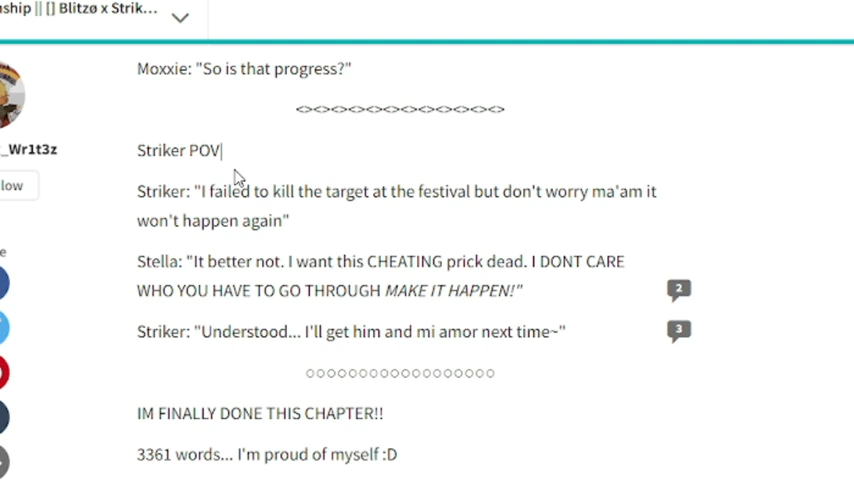 nship || [] Blitzø x Strik...
Moxxie: "So is that progress?"
<><><><><><><><><><><><>
_Wr1t3z
Striker POV
low
Striker: "I failed to kill the target at the festival but don't worry ma'am it
won't happen again"
e
Stella: "It better not. I want this CHEATING prick dead. I DONT CARE
WHO YOU HAVE TO GO THROUGH MAKE IT HAPPEN!"
2
Striker: "Understood... I'll get him and mi amor next time~"
3
○○○○○○○○○○○○○○○○○○
IM FINALLY DONE THIS CHAPTER!!
3361 words... I'm proud of myself :D